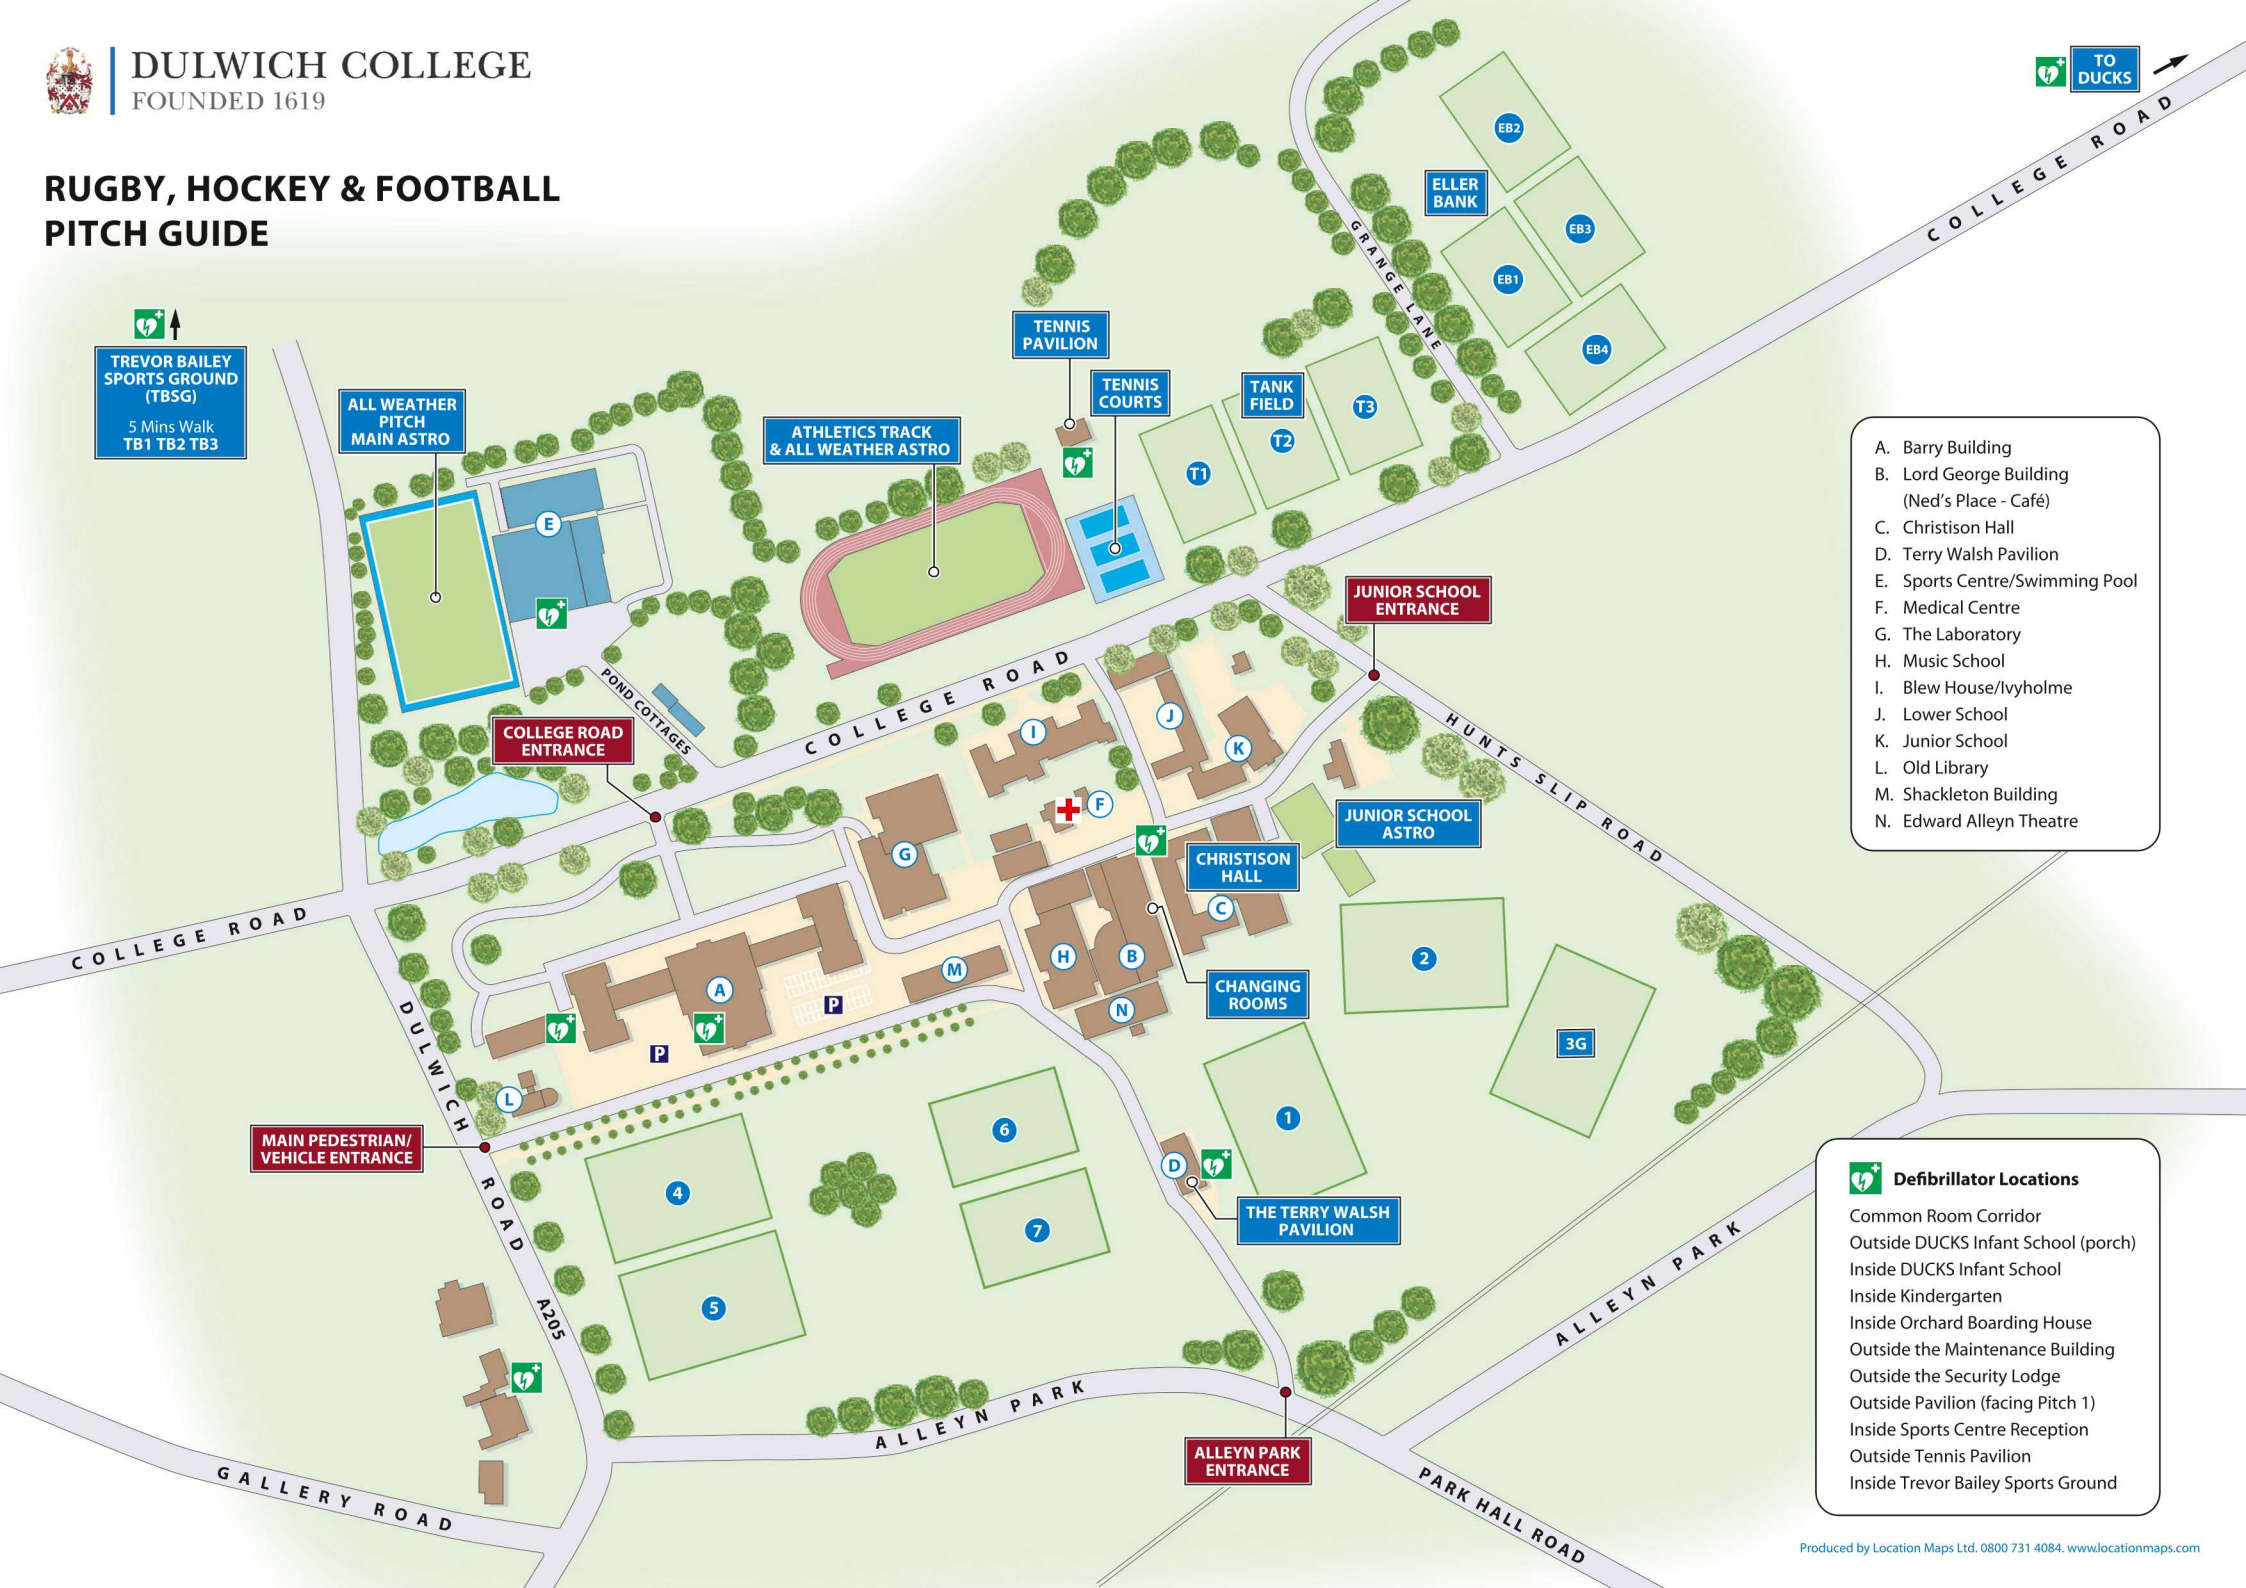 DULWICH COLLEGE
FOUNDED 1619
RUGBY, HOCKEY & FOOTBALL
PITCH GUIDE
TO
DUCKS
COLLEGE ROAD
EB2
ELLER
BANK
EB3
EB1
EB4
GRANGE LANE
TREVOR BAILEY
SPORTS GROUND
(TBSG)
5 Mins Walk
TB1 TB2 TB3
ALL WEATHER
PITCH
MAIN ASTRO
ATHLETICS TRACK
& ALL WEATHER ASTRO
TENNIS
PAVILION
TENNIS
COURTS
TANK
FIELD
T1
T2
T3
E
JUNIOR SCHOOL
ENTRANCE
POND COTTAGES
COLLEGE ROAD
COLLEGE ROAD
ENTRANCE
HUNTS SLIP ROAD
I
J
K
F
G
JUNIOR SCHOOL
ASTRO
CHRISTISON
HALL
C
COLLEGE ROAD
A
M
H
B
N
P
P
L
CHANGING
ROOMS
2
3G
1
DULWICH ROAD A205
MAIN PEDESTRIAN/
VEHICLE ENTRANCE
4
5
6
7
D
THE TERRY WALSH
PAVILION
ALLEYN PARK
ALLEYN PARK
ALLEYN PARK
ENTRANCE
GALLERY ROAD
PARK HALL ROAD
A. Barry Building
B. Lord George Building
(Ned's Place - Café)
C. Christison Hall
D. Terry Walsh Pavilion
E. Sports Centre/Swimming Pool
F. Medical Centre
G. The Laboratory
H. Music School
I. Blew House/Ivyholme
J. Lower School
K. Junior School
L. Old Library
M. Shackleton Building
N. Edward Alleyn Theatre
Defibrillator Locations
Common Room Corridor
Outside DUCKS Infant School (porch)
Inside DUCKS Infant School
Inside Kindergarten
Inside Orchard Boarding House
Outside the Maintenance Building
Outside the Security Lodge
Outside Pavilion (facing Pitch 1)
Inside Sports Centre Reception
Outside Tennis Pavilion
Inside Trevor Bailey Sports Ground
Produced by Location Maps Ltd. 0800 731 4084. www.locationmaps.com